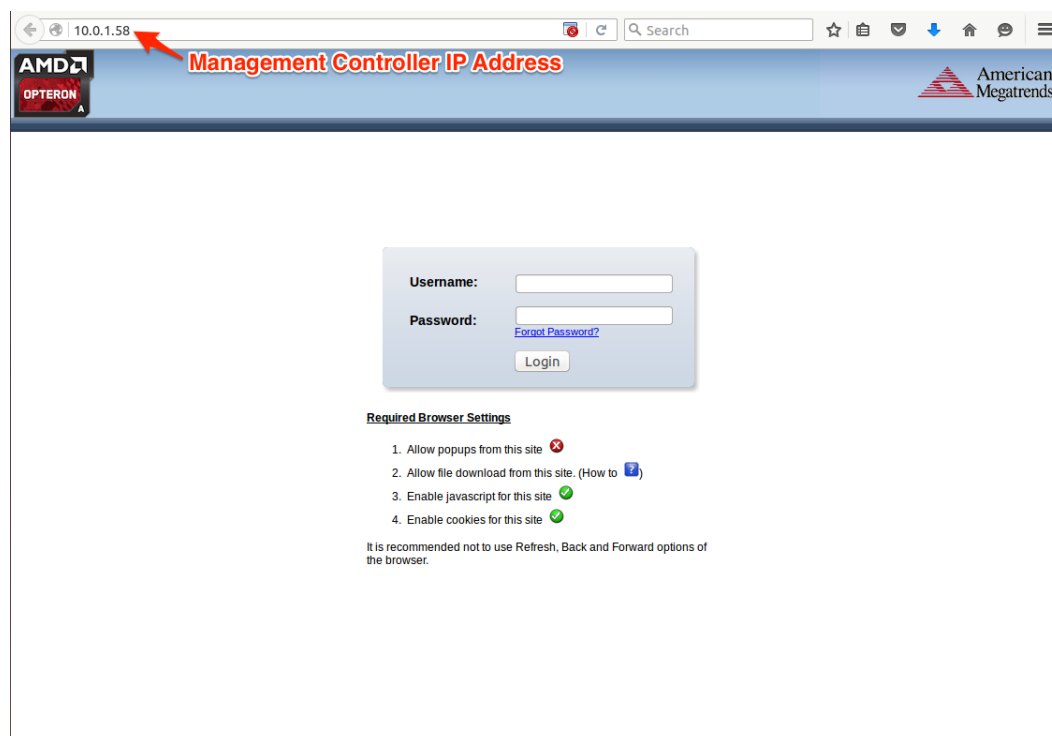 10.0.1.58
Search
Management Controller IP Address
AMD
OPTERON
A
American
Megatrends
Username:
Password:
Forgot Password?
Login
Required Browser Settings
1. Allow popups from this site
2. Allow file download from this site. (How to ?)
3. Enable javascript for this site
4. Enable cookies for this site
It is recommended not to use Refresh, Back and Forward options of
the browser.